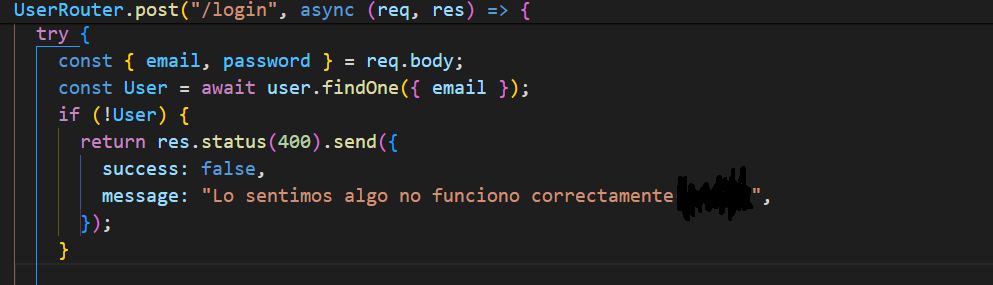 UserRouter.post("/login", async (req, res) => {
try {
const { email, password } = req.body;
const User = await user.findOne({ email });
if (!User) {
return res.status(400).send({
success: false,
message: "Lo sentimos algo no funciono correctamente ",
});
}